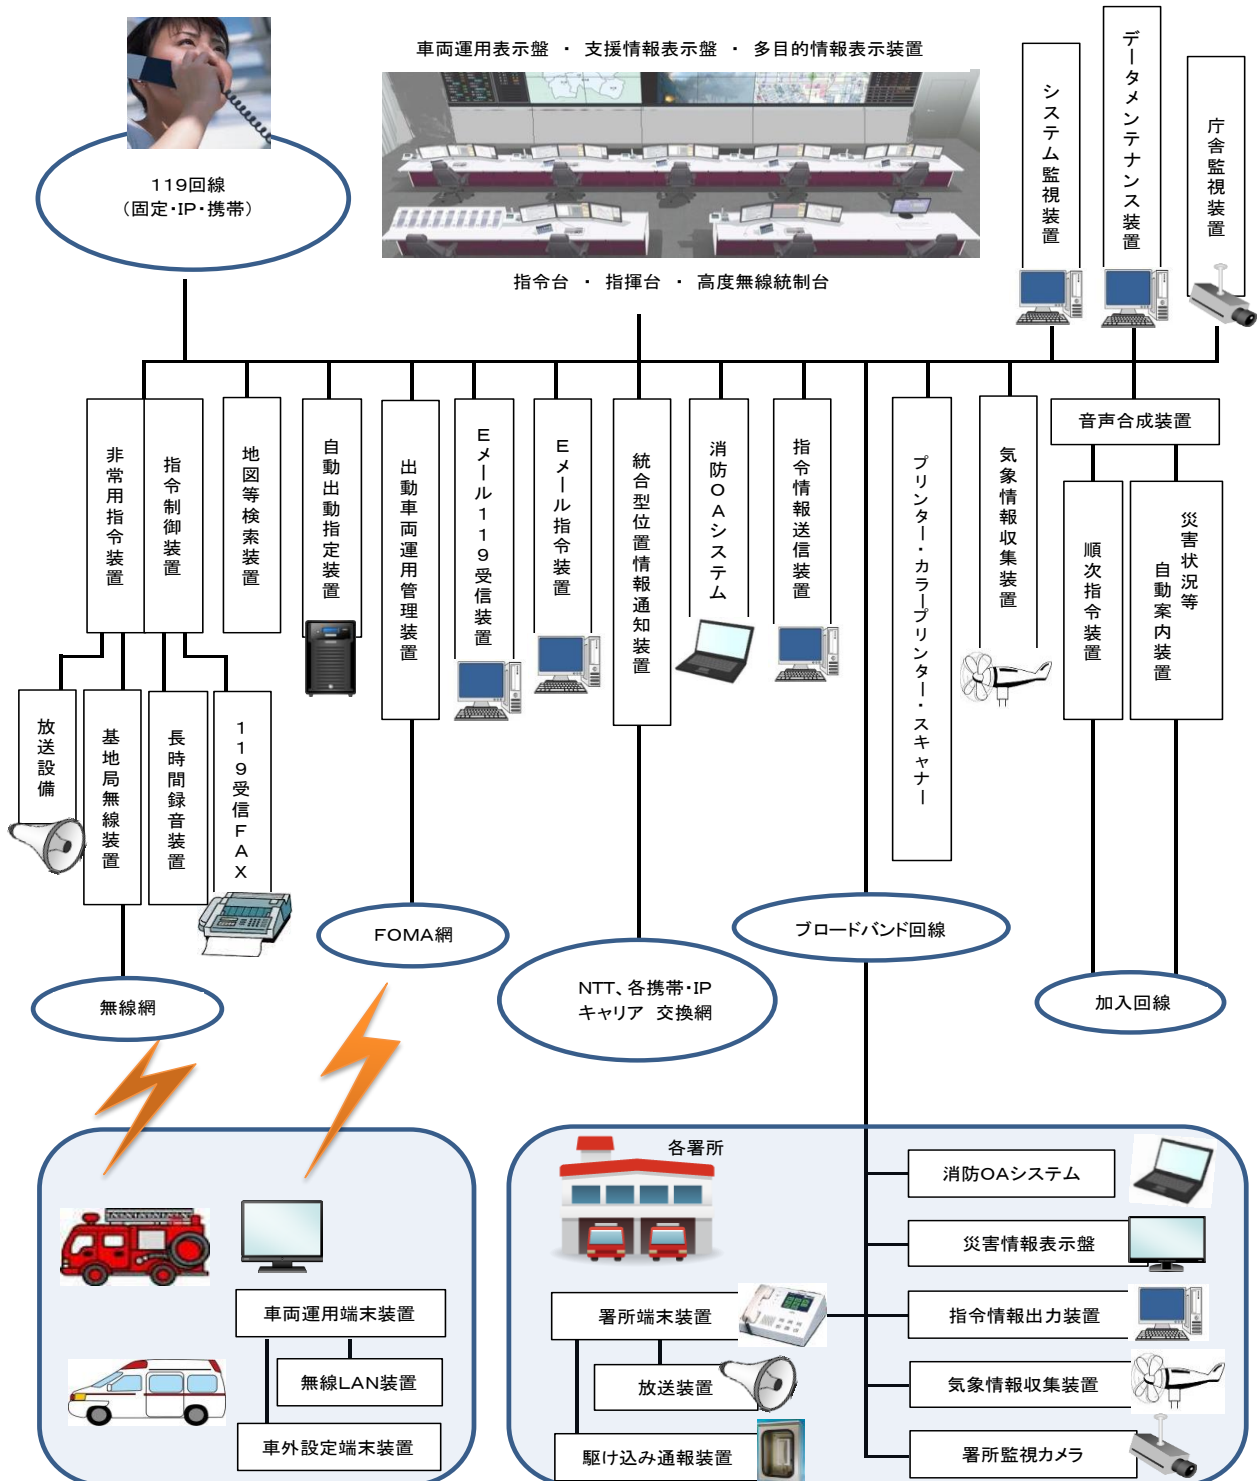 車両運用表示盤 ・ 支援情報表示盤 ・ 多目的情報表示装置
119回線
(固定・IP・携帯)
指令台 ・ 指揮台 ・ 高度無線統制台
システム監視装置
データメンテナンス装置
庁舎監視装置
非常用指令装置
指令制御装置
地図等検索装置
自動出動指定装置
出動車両運用管理装置
Eメール119受信装置
Eメール指令装置
統合型位置情報通知装置
消防OAシステム
指令情報送信装置
プリンター・カラープリンター・スキャナー
気象情報収集装置
音声合成装置
順次指令装置
災害状況等
自動案内装置
放送設備
基地局無線装置
長時間録音装置
119受信FAX
無線網
FOMA網
NTT、各携帯・IP
キャリア 交換網
ブロードバンド回線
加入回線
車両運用端末装置
無線LAN装置
車外設定端末装置
各署所
署所端末装置
放送装置
駆け込み通報装置
消防OAシステム
災害情報表示盤
指令情報出力装置
気象情報収集装置
署所監視カメラ